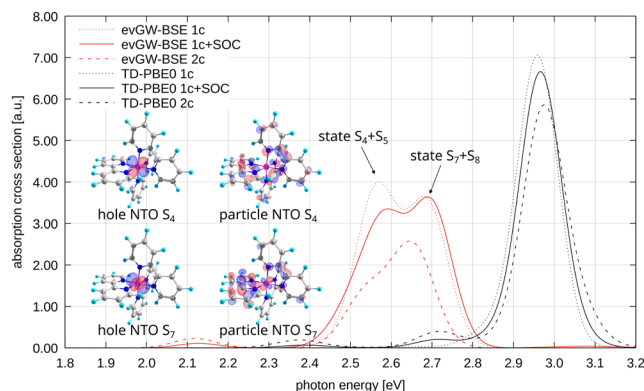 8.00
7.00
6.00
5.00
4.00
3.00
2.00
1.00
0.00
absorption cross section [a.u.]
evGW-BSE 1c
evGW-BSE 1c+SOC
evGW-BSE 2c
TD-PBE0 1c
TD-PBE0 1c+SOC
TD-PBE0 2c
state S4+S5
state S7+S8
hole NTO S4
particle NTO S4
hole NTO S7
particle NTO S7
1.8 1.9 2.0 2.1 2.2 2.3 2.4 2.5 2.6 2.7 2.8 2.9 3.0 3.1 3.2
photon energy [eV]